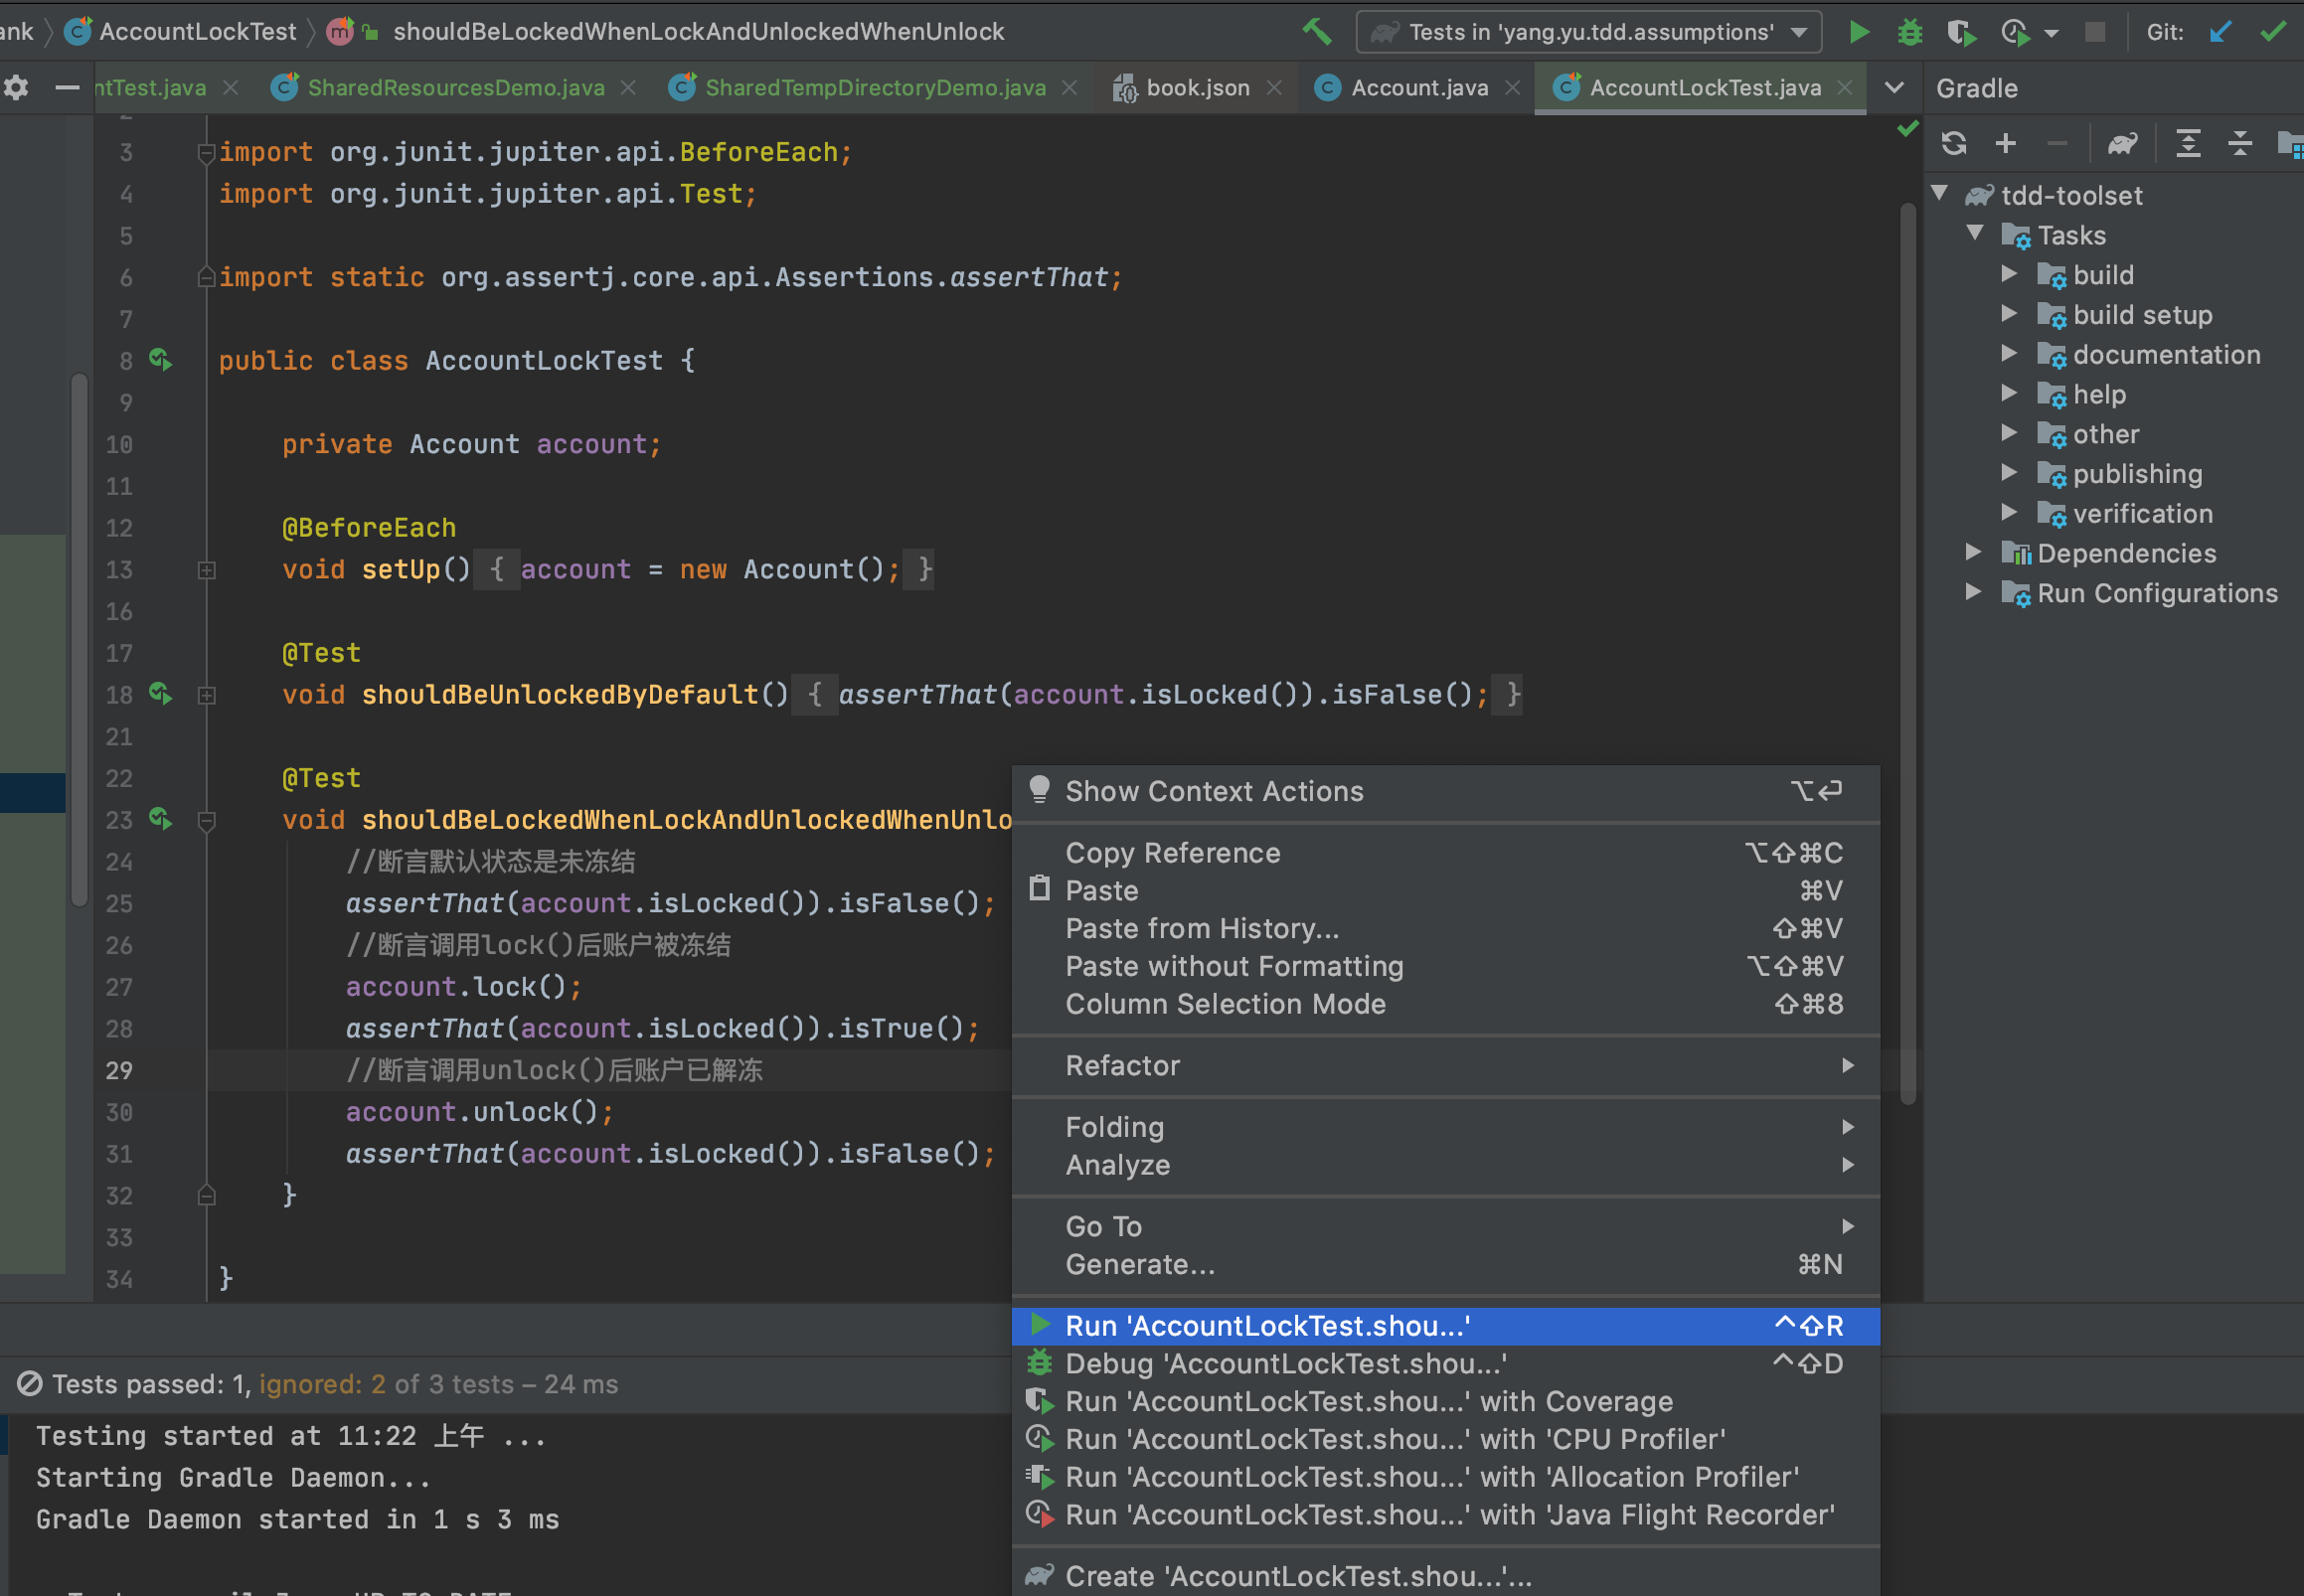 ank AccountLockTest shouldBeLockedWhenLockAndUnlockedWhenUnlock Tests in 'yang.yu.tdd.assumptions' Git:
ntTest.java SharedResourcesDemo.java SharedTempDirectoryDemo.java book.json Account.java AccountLockTest.java
2
3 import org.junit.jupiter.api.BeforeEach;
4 import org.junit.jupiter.api.Test;
5
6 import static org.assertj.core.api.Assertions.assertThat;
7
8 public class AccountLockTest {
9
10 private Account account;
11
12 @BeforeEach
13 void setUp() { account = new Account(); }
16
17 @Test
18 void shouldBeUnlockedByDefault() { assertThat(account.isLocked()).isFalse(); }
21
22 @Test
23 void shouldBeLockedWhenLockAndUnlockedWhenUnlo
24 //断言默认状态是未冻结
25 assertThat(account.isLocked()).isFalse();
26 //断言调用lock()后账户被冻结
27 account.lock();
28 assertThat(account.isLocked()).isTrue();
29 //断言调用unlock()后账户已解冻
30 account.unlock();
31 assertThat(account.isLocked()).isFalse();
32 }
33
34 }
Show Context Actions ⌥⏎
Copy Reference ⌥⇧⌘C
Paste ⌘V
Paste from History... ⇧⌘V
Paste without Formatting ⌥⇧⌘V
Column Selection Mode ⇧⌘8
Refactor
Folding
Analyze
Go To
Generate... ⌘N
Run 'AccountLockTest.shou...' ^⇧R
Debug 'AccountLockTest.shou...' ^⇧D
Run 'AccountLockTest.shou...' with Coverage
Run 'AccountLockTest.shou...' with 'CPU Profiler'
Run 'AccountLockTest.shou...' with 'Allocation Profiler'
Run 'AccountLockTest.shou...' with 'Java Flight Recorder'
Create 'AccountLockTest.shou...'...
Gradle
tdd-toolset
Tasks
build
build setup
documentation
help
other
publishing
verification
Dependencies
Run Configurations
Tests passed: 1, ignored: 2 of 3 tests – 24 ms
Testing started at 11:22 上午 ...
Starting Gradle Daemon...
Gradle Daemon started in 1 s 3 ms